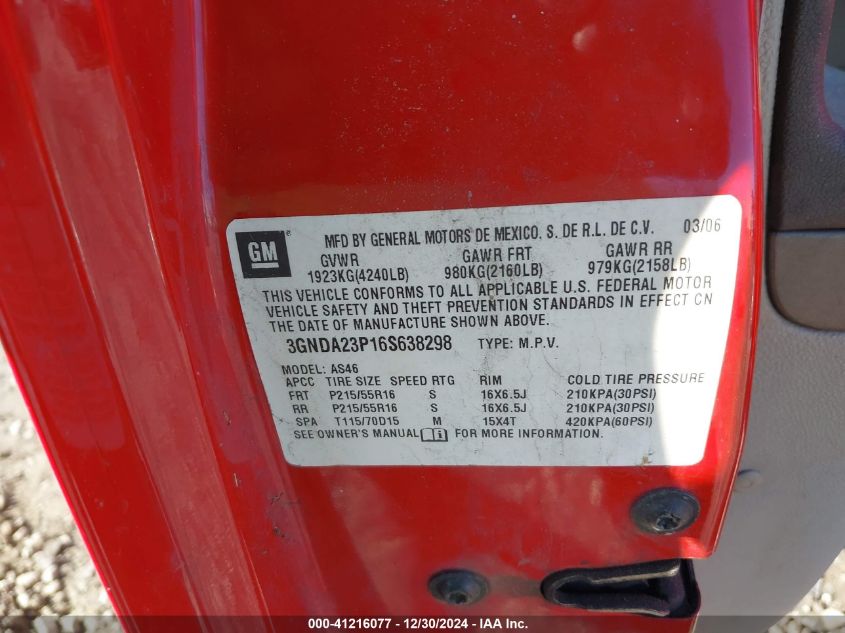 GM
MFD BY GENERAL MOTORS DE MEXICO, S. DE R.L. DE C.V. 03/06
GVWR GAWR FRT GAWR RR
1923KG(4240LB) 980KG(2160LB) 979KG(2158LB)
THIS VEHICLE CONFORMS TO ALL APPLICABLE U.S. FEDERAL MOTOR
VEHICLE SAFETY AND THEFT PREVENTION STANDARDS IN EFFECT ON
THE DATE OF MANUFACTURE SHOWN ABOVE.
3GNDA23P16S638298 TYPE: M.P.V.
MODEL: AS46
APCC TIRE SIZE SPEED RTG RIM COLD TIRE PRESSURE
FRT P215/55R16 S 16X6.5J 210KPA(30PSI)
RR P215/55R16 S 16X6.5J 210KPA(30PSI)
SPA T115/70D15 M 15X4T 420KPA(60PSI)
SEE OWNER'S MANUAL FOR MORE INFORMATION.
000-41216077 - 12/30/2024 - IAA Inc.